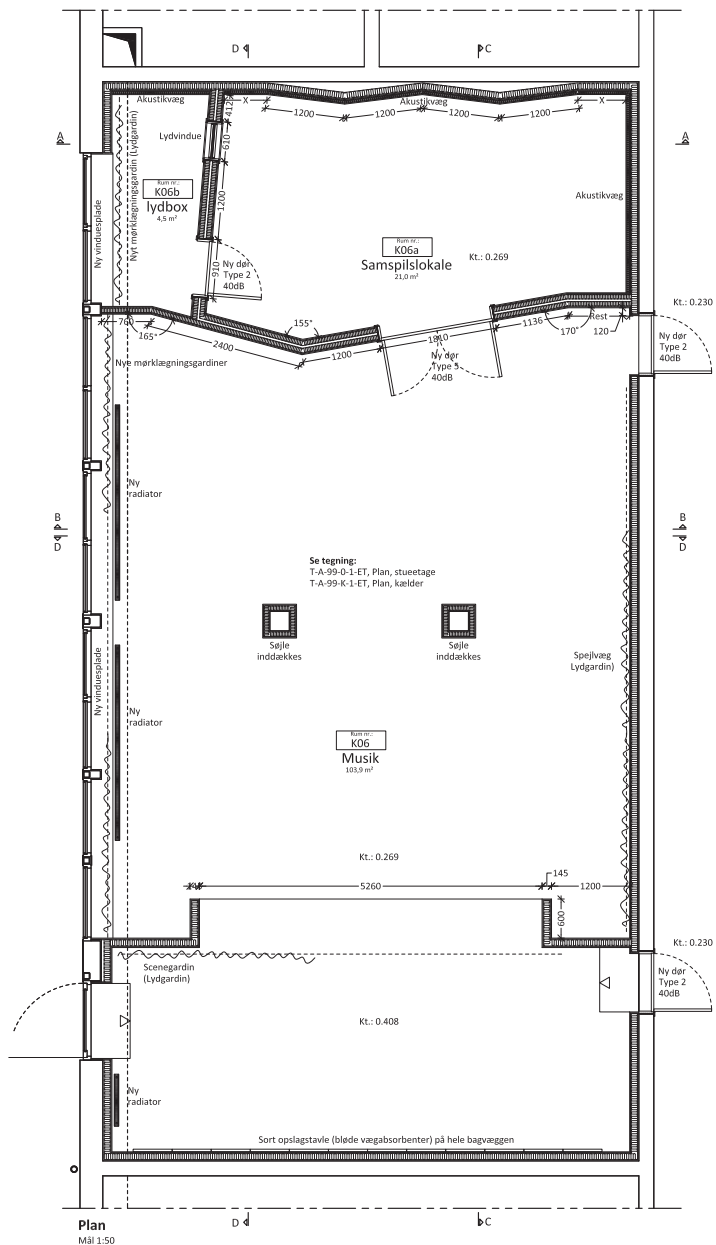 D
C
Akustikvæg
Akustikvæg
X
X
412
1200
1200
1200
1200
A
A
Lydvindue
610
Nyt mørklægningsgardin (Lydgardin)
Rum nr.:
K06b
lydbox
4,5 m²
1200
Akustikvæg
Ny vinduesplade
Rum nr.:
K06a
Samspilslokale
21,0 m²
Kt.: 0.269
910
Ny dør
Type 2
40dB
Kt.: 0.230
760
165°
155°
2400
1200
1810
1136
170°
Rest
120
Nye mørklægningsgardiner
Ny dør
Type 3
40dB
Ny dør
Type 2
40dB
Ny
radiator
B
D
B
D
Se tegning:
T-A-99-0-1-ET, Plan, stueetage
T-A-99-K-1-ET, Plan, kælder
Søjle
inddækkes
Søjle
inddækkes
Spejlvæg
Lydgardin)
Ny vinduesplade
Ny
radiator
Rum nr.:
K06
Musik
103,9 m²
Kt.: 0.269
145
5260
1200
600
Kt.: 0.230
Scenegardin
(Lydgardin)
Ny dør
Type 2
40dB
Kt.: 0.408
Ny
radiator
Sort opslagstavle (bløde vægabsorbenter) på hele bagvæggen
D
C
Plan
Mål 1:50